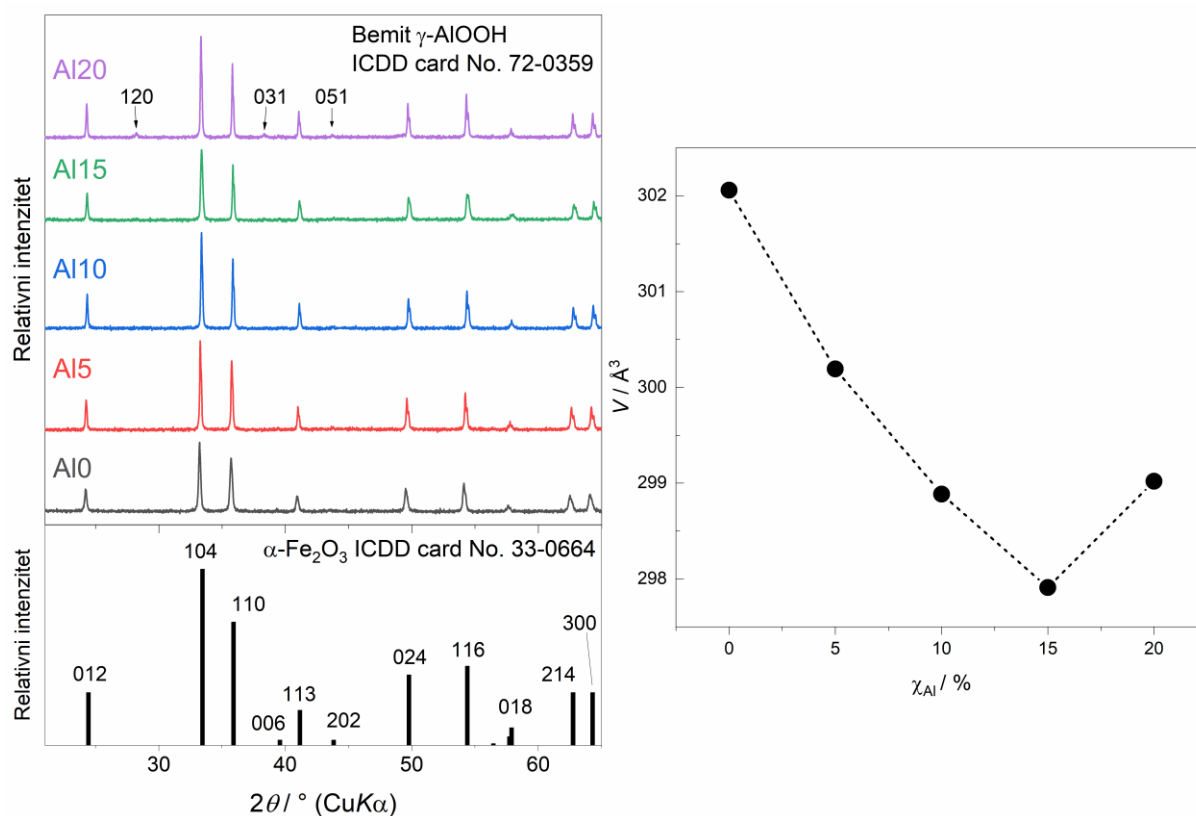 Bemit γ-AlOOH
ICDD card No. 72-0359
Al20
120
031
051
Al15
Al10
Al5
Al0
Relativni intenzitet
α-Fe₂O₃ ICDD card No. 33-0664
104
110
300
012
024
116
214
113
018
006
202
Relativni intenzitet
30
40
50
60
2θ / ° (CuKα)
302
301
300
299
298
V / Å³
0
5
10
15
20
χAl / %